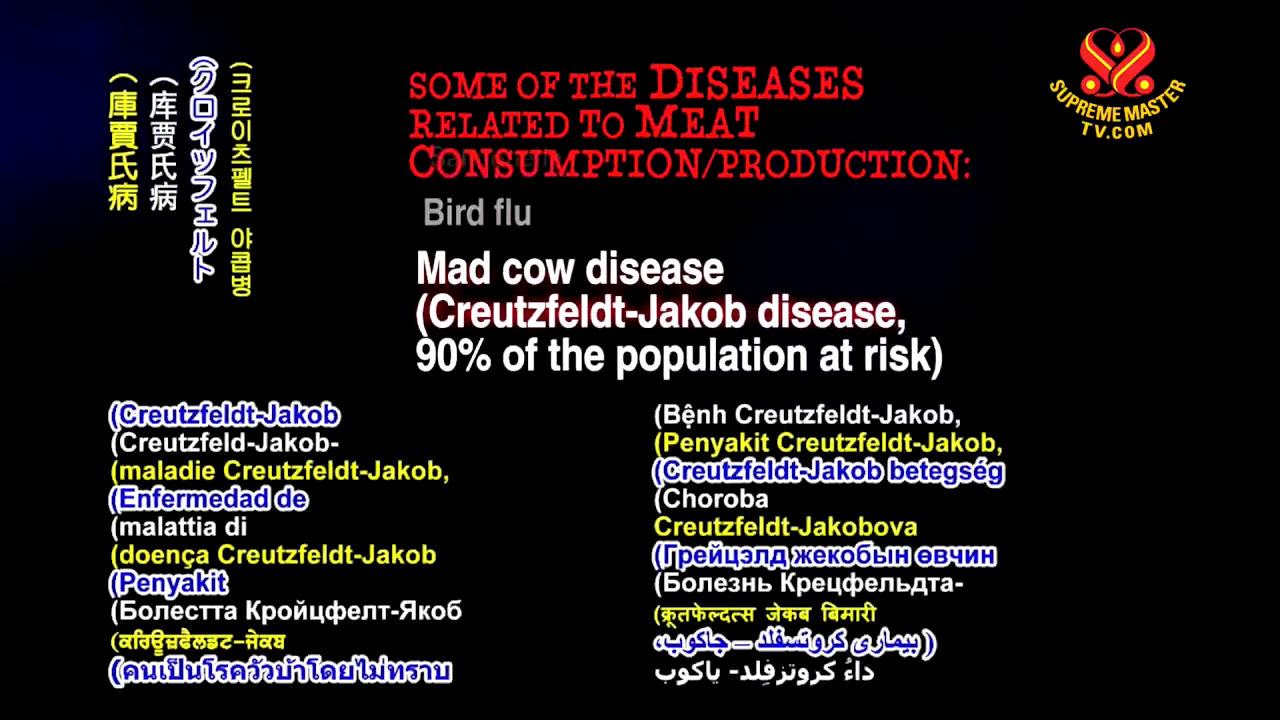 SOME OF THE DISEASES
RELATED TO MEAT
CONSUMPTION/PRODUCTION:
Bird flu
Mad cow disease
(Creutzfeldt-Jakob disease,
90% of the population at risk)
SUPREME MASTER
TV.COM
(庫賈氏病
(库贾氏病
(クロイツフェルト
(크로이츠펠트 야콥병
(Creutzfeldt-Jakob
(Creutzfeld-Jakob-
(maladie Creutzfeldt-Jakob,
(Enfermedad de
(malattia di
(doença Creutzfeldt-Jakob
(Penyakit
(Болестта Кройцфелт-Якоб
(ਕਰਿਊਜ਼ਫੈਲਡਟ-ਜੇਕਬ
(คนเป็นโรควัวบ้าโดยไม่ทราบ
(Bệnh Creutzfeldt-Jakob,
(Penyakit Creutzfeldt-Jakob,
(Creutzfeldt-Jakob betegség
(Choroba
Creutzfeldt-Jakobova
(Грейцэлд жекобын өвчин
(Болезнь Крецфельдта-
(क्रूतफेल्दत्स जेकब बिमारी
(بیماری کروتسفلد – جاکوب،
داءُ كروتزفِلد- ياكوب